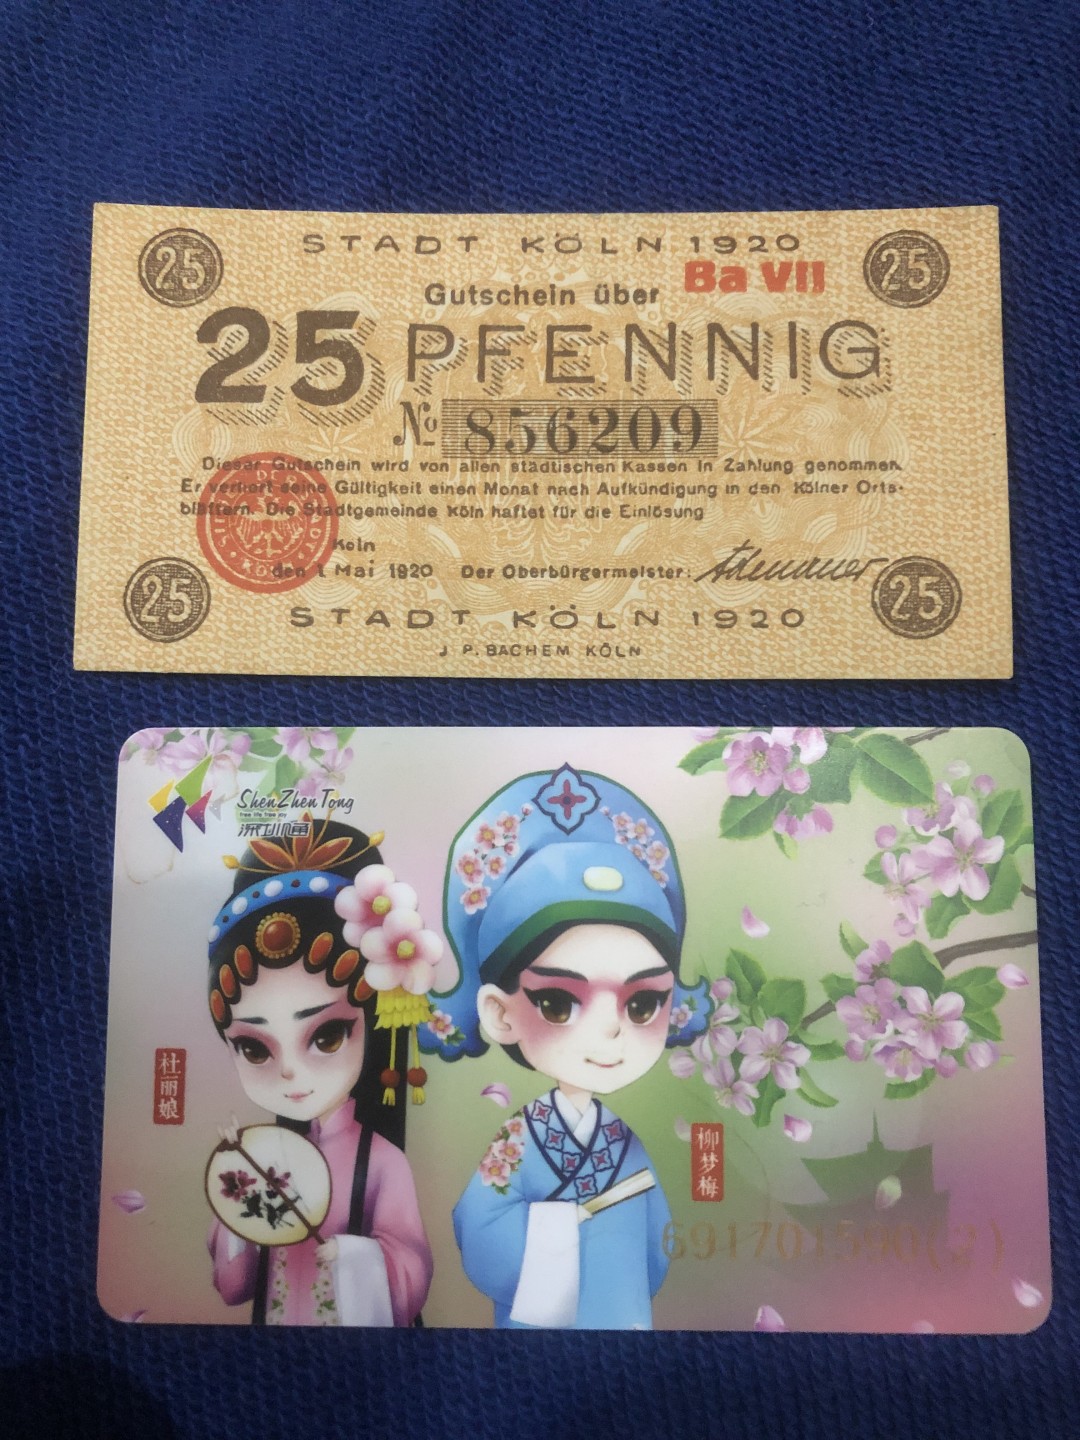 25
STADT KÖLN 1920
25
Ba VII
Gutschein über
25 PFENNIG
No 856209
Dieser Gutschein wird von allen städtischen Kassen in Zahlung genommen.
Er verliert seine Gültigkeit einen Monat nach Aufkündigung in den Kölner Orts-
blättern. Die Stadtgemeinde Köln haftet für die Einlösung
Koln
den 1 Mai 1920 Der Oberbürgermeister:
25
25
STADT KÖLN 1920
J. P. BACHEM KÖLN
ShenZhenTong
深圳通
杜丽娘
柳梦梅
691701590(2)